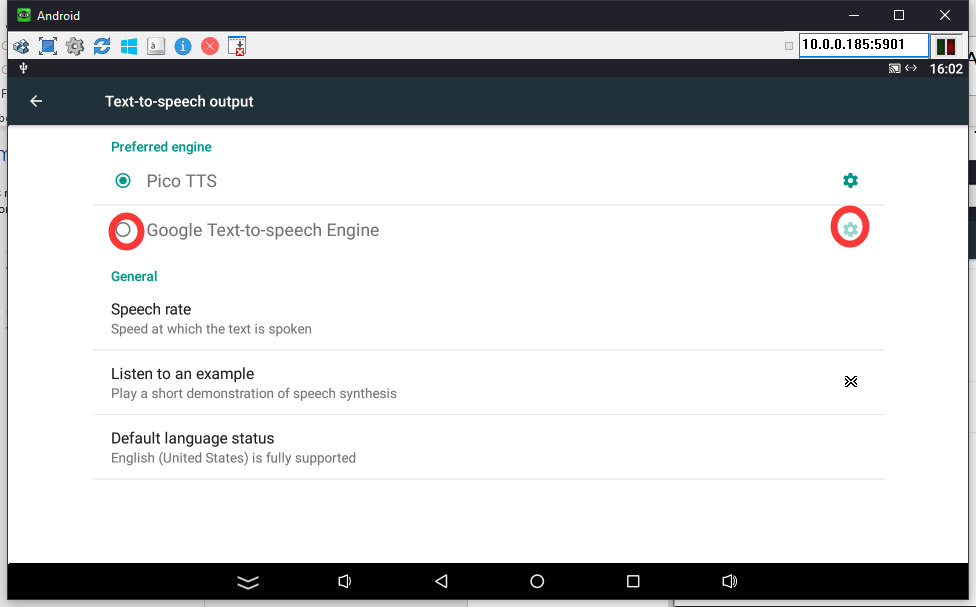 Android
10.0.0.185:5901
16:02
Text-to-speech output
Preferred engine
Pico TTS
Google Text-to-speech Engine
General
Speech rate
Speed at which the text is spoken
Listen to an example
Play a short demonstration of speech synthesis
Default language status
English (United States) is fully supported